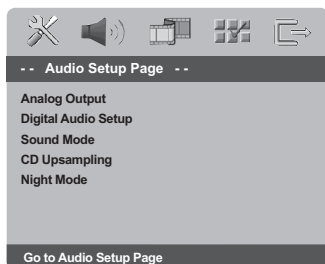 - - Audio Setup Page - -
Analog Output
Digital Audio Setup
Sound Mode
CD Upsampling
Night Mode
Go to Audio Setup Page